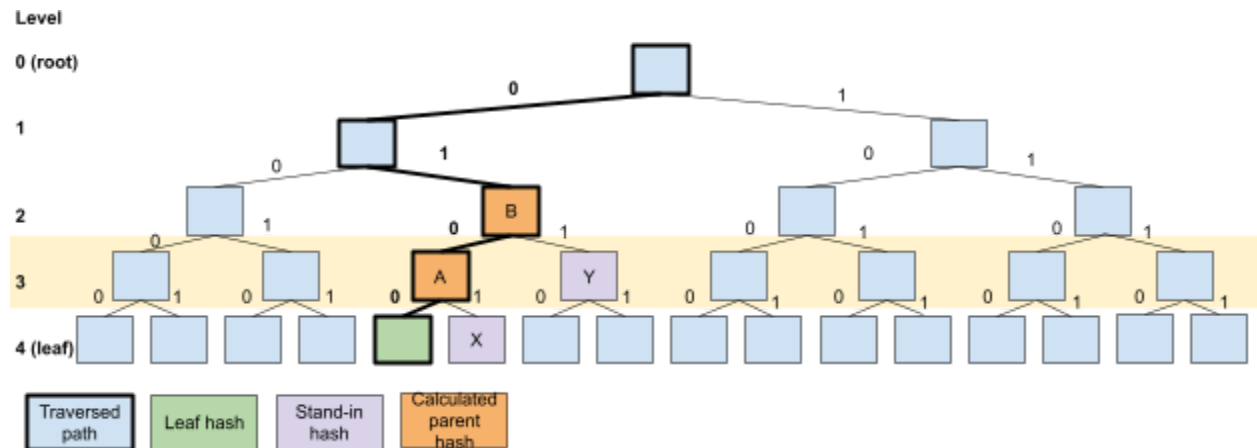 Level
0 (root)
0 1
1
0 1 0 1
2 B
0 1 0 1 0 1 0 1
3 A Y
0 1 0 1 0 1 0 1 0 1 0 1 0 1 0 1
4 (leaf) X
Traversed
path
Leaf hash
Stand-in
hash
Calculated
parent
hash